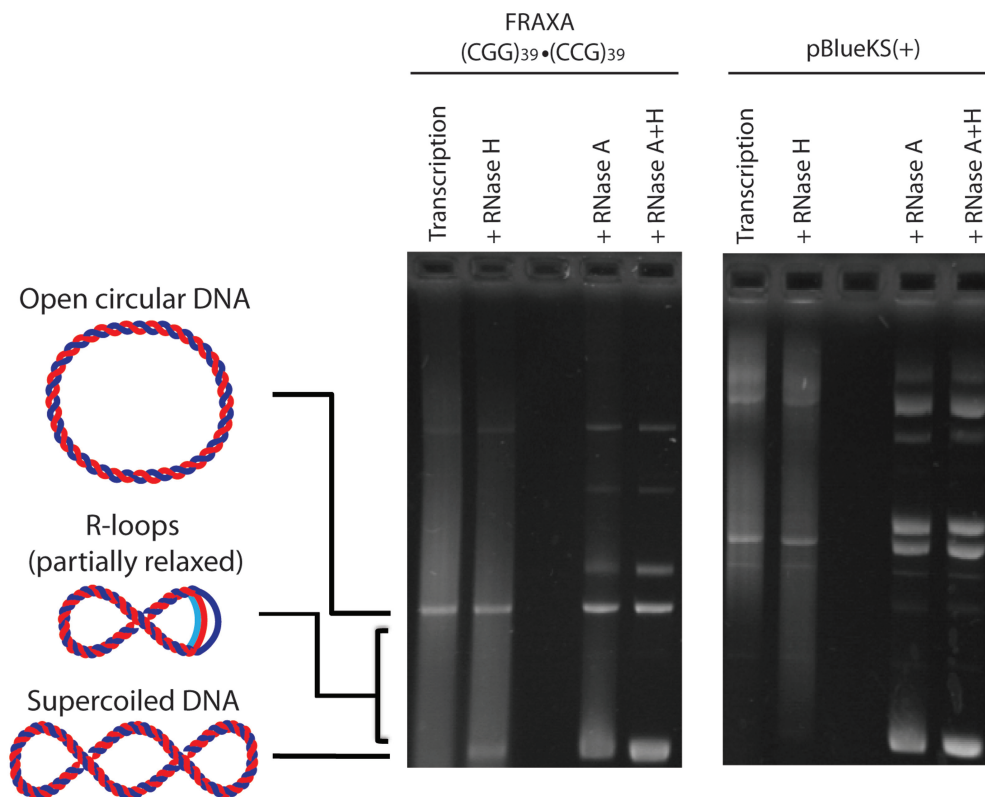 FRAXA
(CGG)39•(CCG)39
pBlueKS(+)
Transcription
+ RNase H
+ RNase A
+ RNase A+H
Transcription
+ RNase H
+ RNase A
+ RNase A+H
Open circular DNA
R-loops
(partially relaxed)
Supercoiled DNA